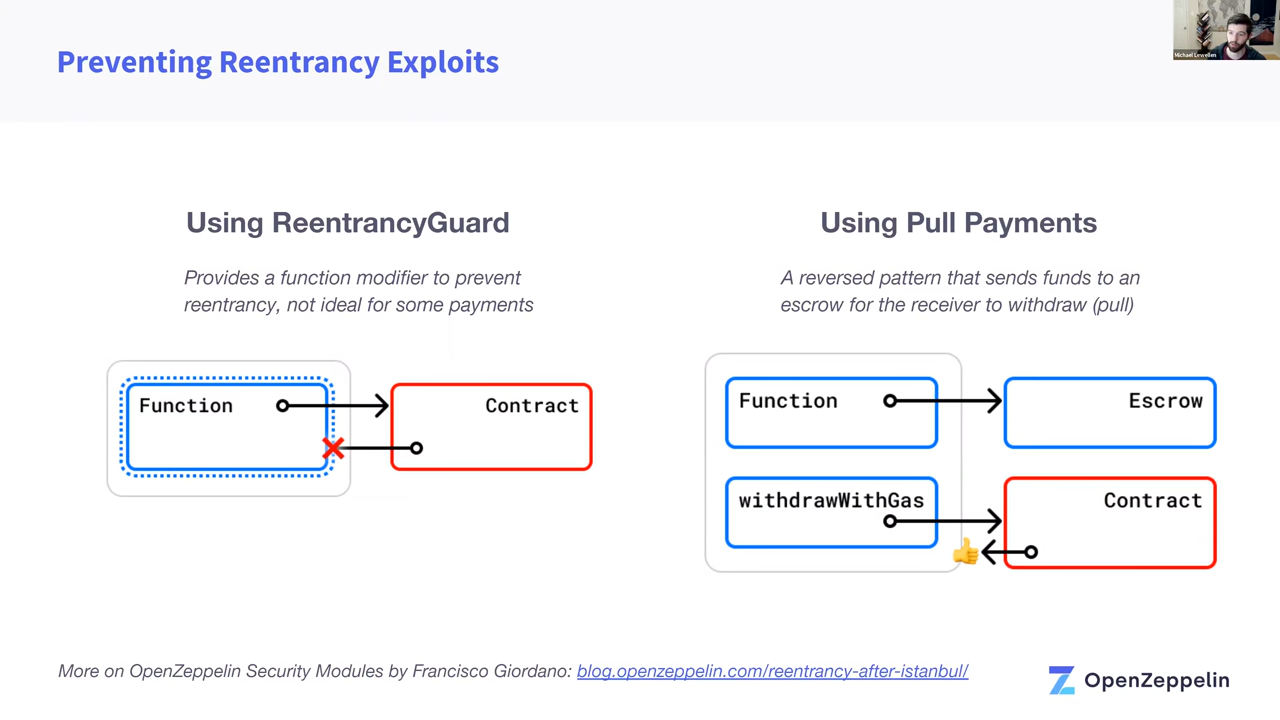 Preventing Reentrancy Exploits
Michael Lewellen
Using ReentrancyGuard
Provides a function modifier to prevent
reentrancy, not ideal for some payments
Function
Contract
Using Pull Payments
A reversed pattern that sends funds to an
escrow for the receiver to withdraw (pull)
Function
Escrow
withdrawWithGas
Contract
More on OpenZeppelin Security Modules by Francisco Giordano: blog.openzeppelin.com/reentrancy-after-istanbul/
OpenZeppelin